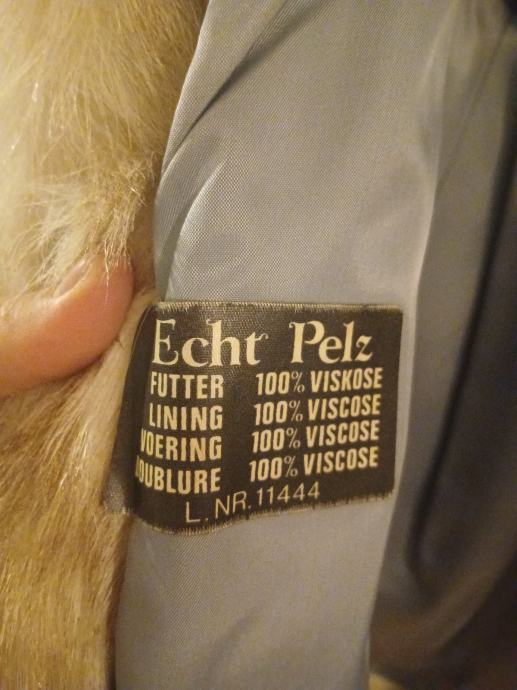 Echt Pelz
FUTTER 100% VISKOSE
LINING 100% VISCOSE
VOERING 100% VISCOSE
DOUBLURE 100% VISCOSE
L. NR. 11444